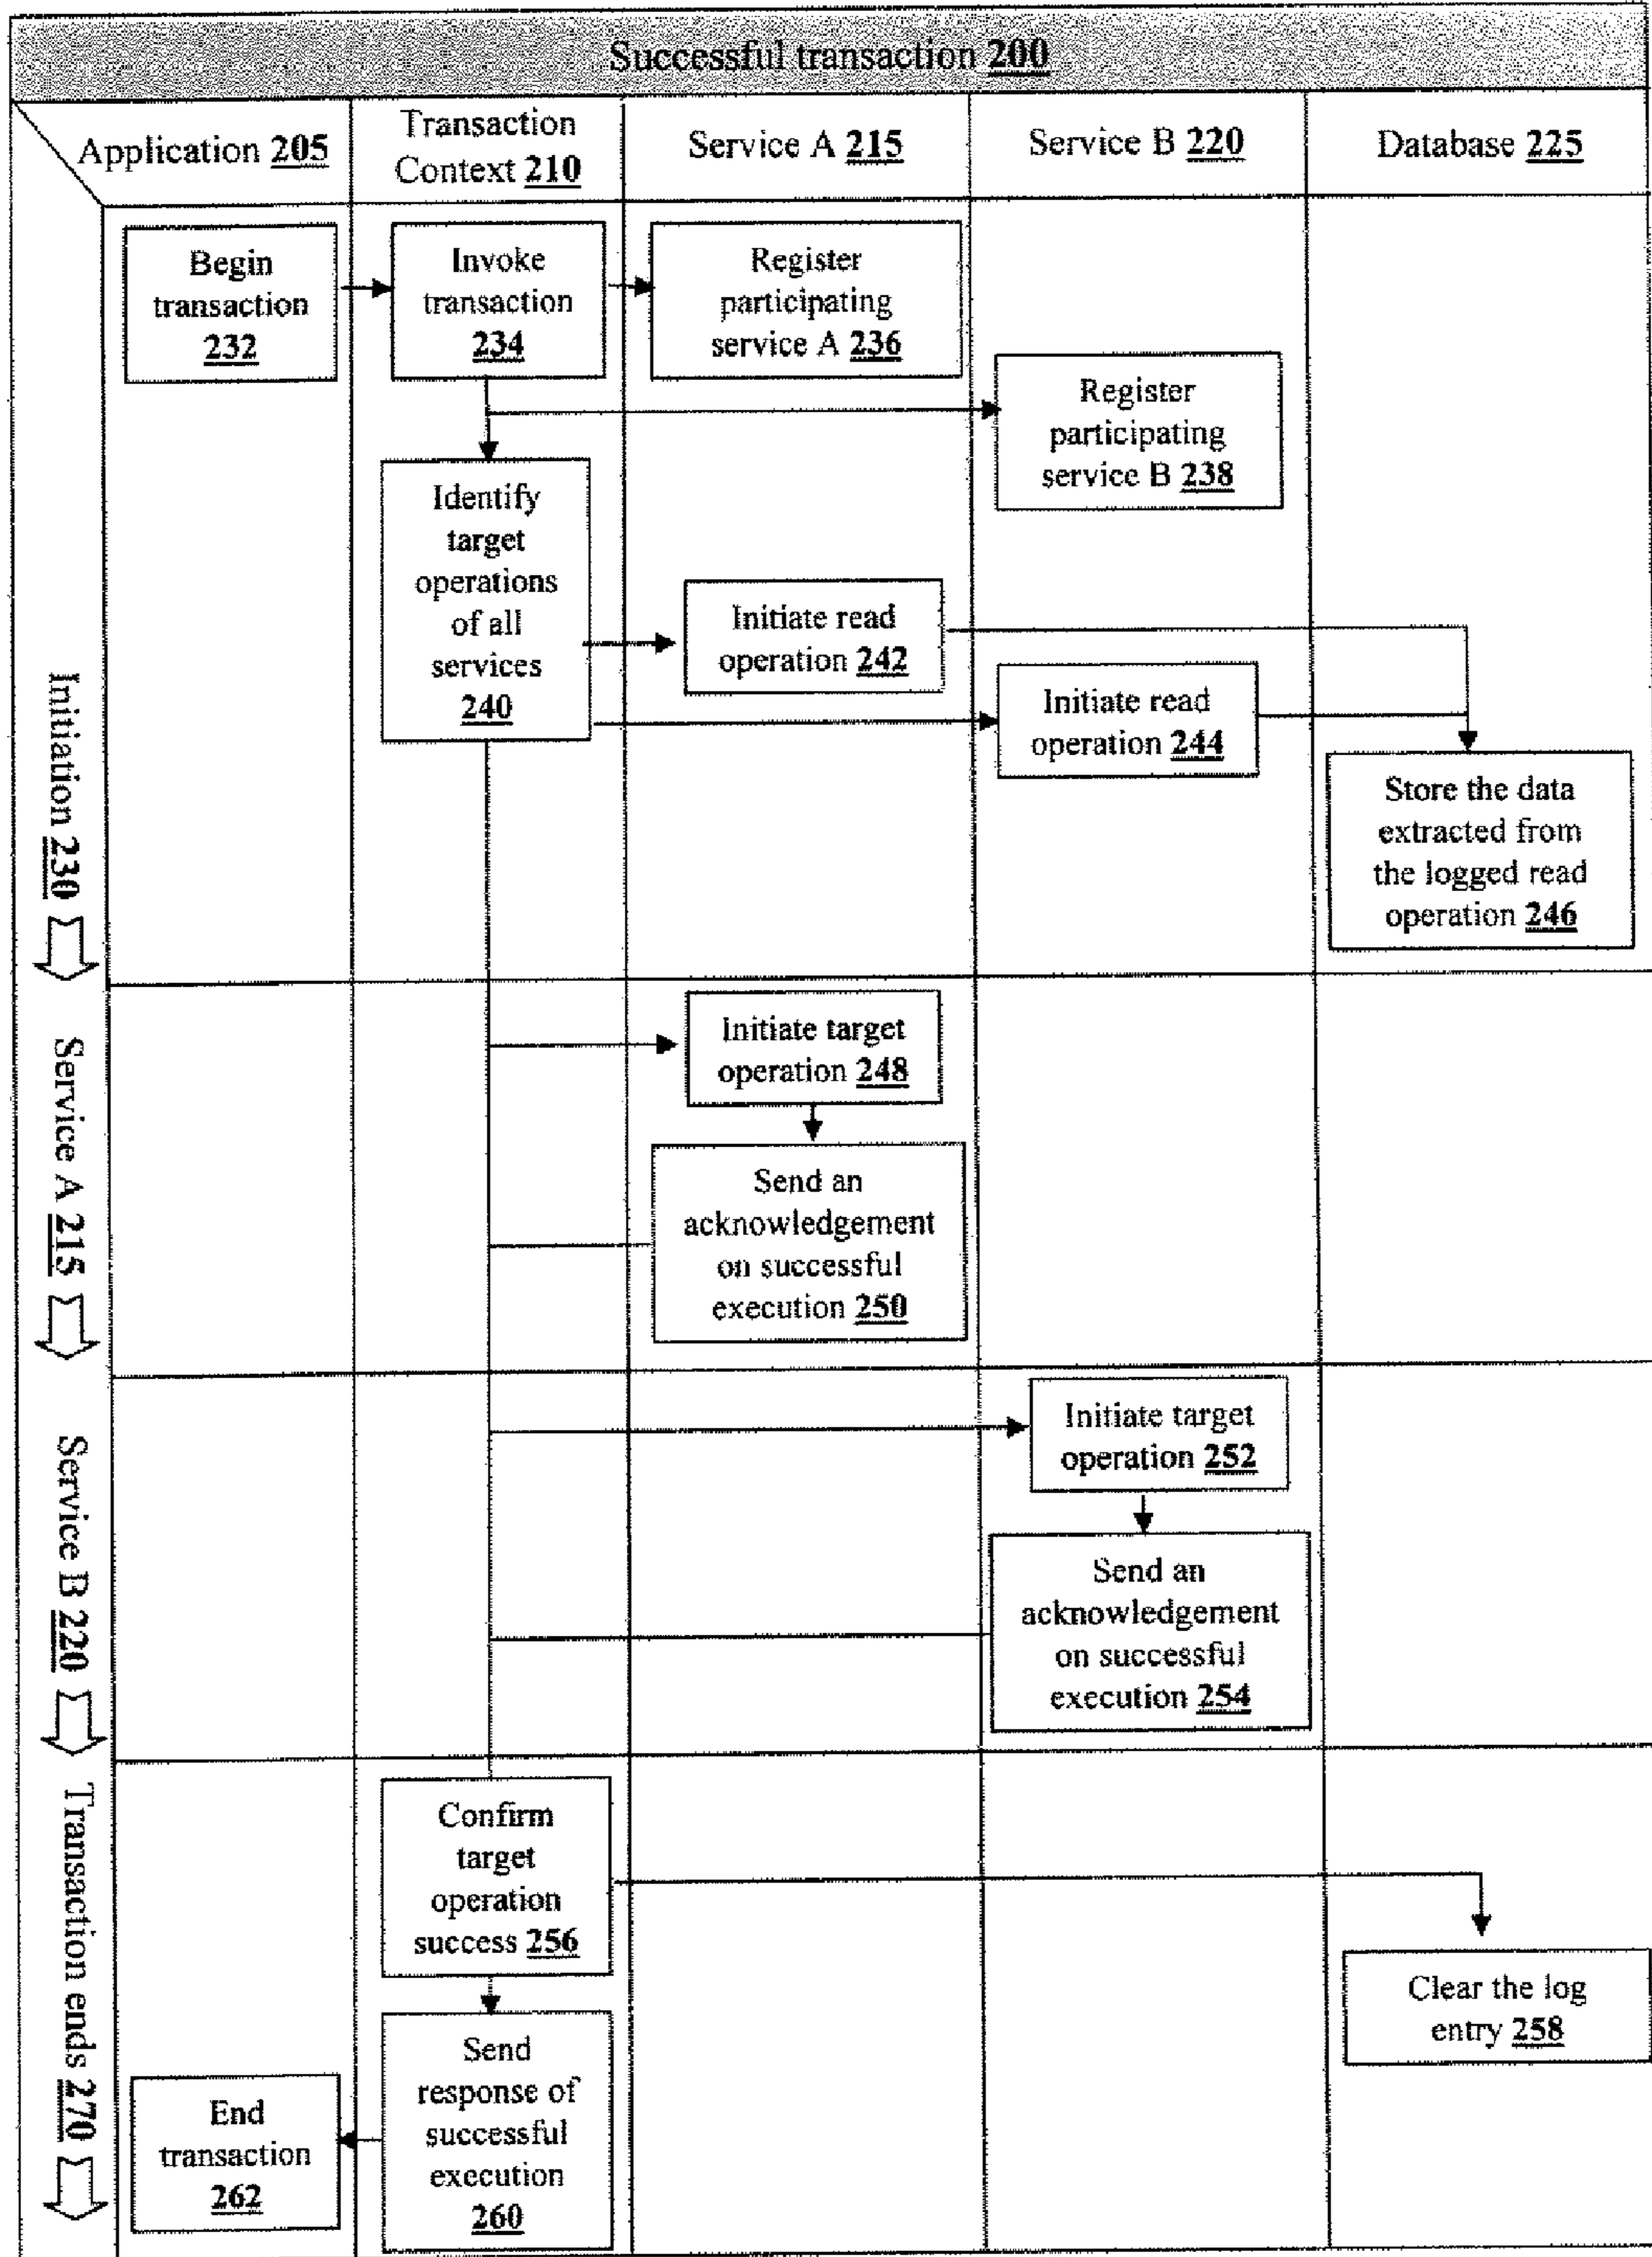 Successful transaction 200
Application 205
Transaction
Context 210
Service A 215
Service B 220
Database 225
Initiation 230
Begin
transaction
232
Invoke
transaction
234
Register
participating
service A 236
Register
participating
service B 238
Identify
target
operations
of all
services
240
Initiate read
operation 242
Initiate read
operation 244
Store the data
extracted from
the logged read
operation 246
Service A 215
Initiate target
operation 248
Send an
acknowledgement
on successful
execution 250
Service B 220
Initiate target
operation 252
Send an
acknowledgement
on successful
execution 254
Transaction ends 270
Confirm
target
operation
success 256
Clear the log
entry 258
Send
response of
successful
execution
260
End
transaction
262